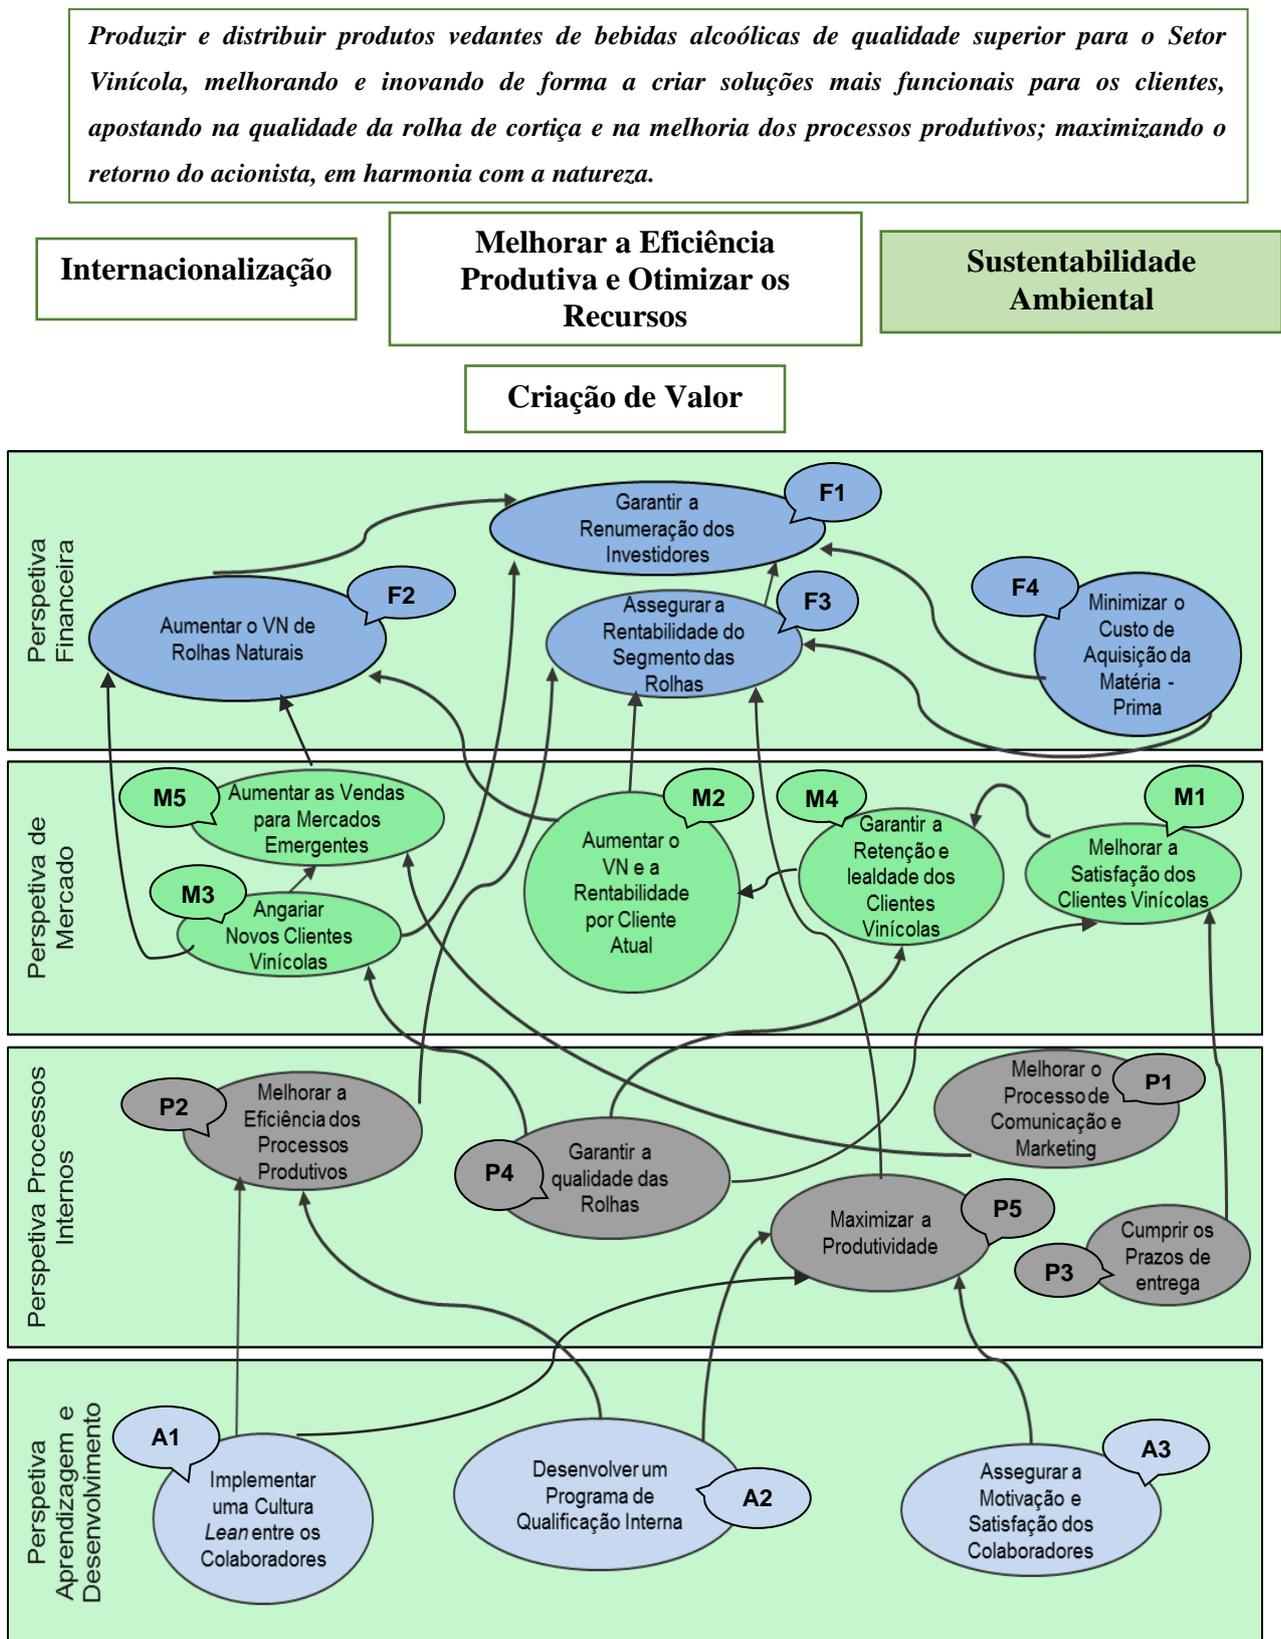 Produzir e distribuir produtos vedantes de bebidas alcoólicas de qualidade superior para o Setor
Vinícola, melhorando e inovando de forma a criar soluções mais funcionais para os clientes,
apostando na qualidade da rolha de cortiça e na melhoria dos processos produtivos; maximizando o
retorno do acionista, em harmonia com a natureza.
Internacionalização
Melhorar a Eficiência
Produtiva e Otimizar os
Recursos
Sustentabilidade
Ambiental
Criação de Valor
Perspetiva
Financeira
F1
Garantir a
Renumeração dos
Investidores
F2
Aumentar o VN de
Rolhas Naturais
F3
Assegurar a
Rentabilidade do
Segmento das
Rolhas
F4
Minimizar o
Custo de
Aquisição da
Matéria -
Prima
Perspetiva de
Mercado
M5
Aumentar as Vendas
para Mercados
Emergentes
M3
Angariar
Novos Clientes
Vinícolas
M2
Aumentar o
VN e a
Rentabilidade
por Cliente
Atual
M4
Garantir a
Retenção e
lealdade dos
Clientes
Vinícolas
M1
Melhorar a
Satisfação dos
Clientes Vinícolas
Perspetiva Processos
Internos
P2
Melhorar a
Eficiência dos
Processos
Produtivos
P4
Garantir a
qualidade das
Rolhas
P1
Melhorar o
Processo de
Comunicação e
Marketing
P5
Maximizar a
Produtividade
P3
Cumprir os
Prazos de
entrega
Perspetiva
Aprendizagem e
Desenvolvimento
A1
Implementar
uma Cultura
Lean entre os
Colaboradores
Desenvolver um
Programa de
Qualificação Interna
A2
A3
Assegurar a
Motivação e
Satisfação dos
Colaboradores